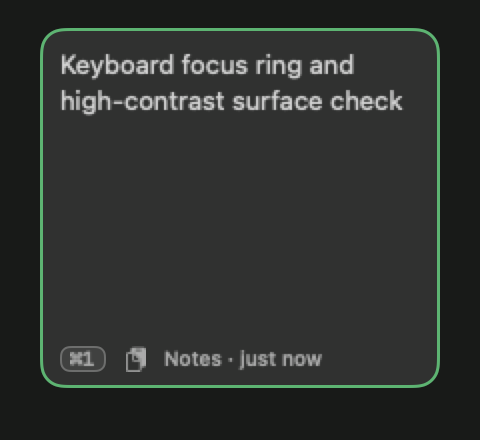 Keyboard focus ring and
high-contrast surface check
⌘1 Notes · just now